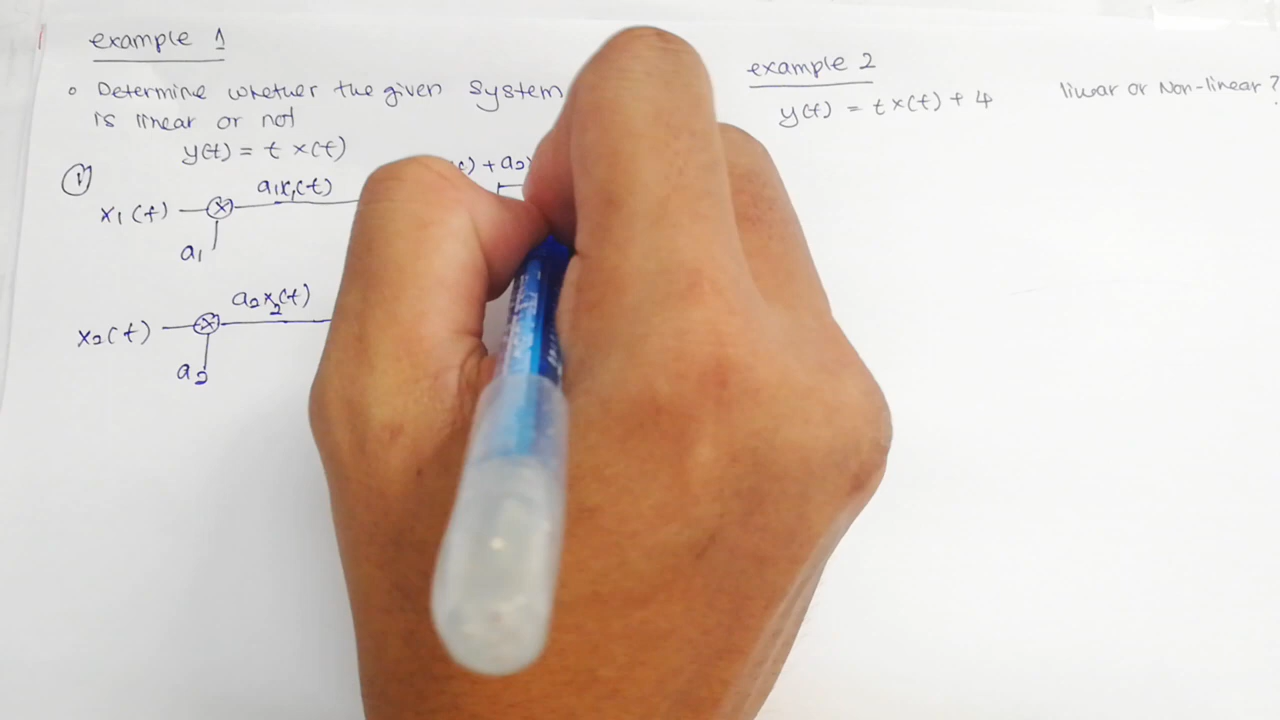 example 1
• Determine whether the given system
is linear or not
y(t) = t x(t)
①
x₁(t)
a₁x₁(t)
a₁
x₂(t)
a₂x₂(t)
a₂
) + a₂
example 2
y(t) = t x(t) + 4
linear or Non-linear?